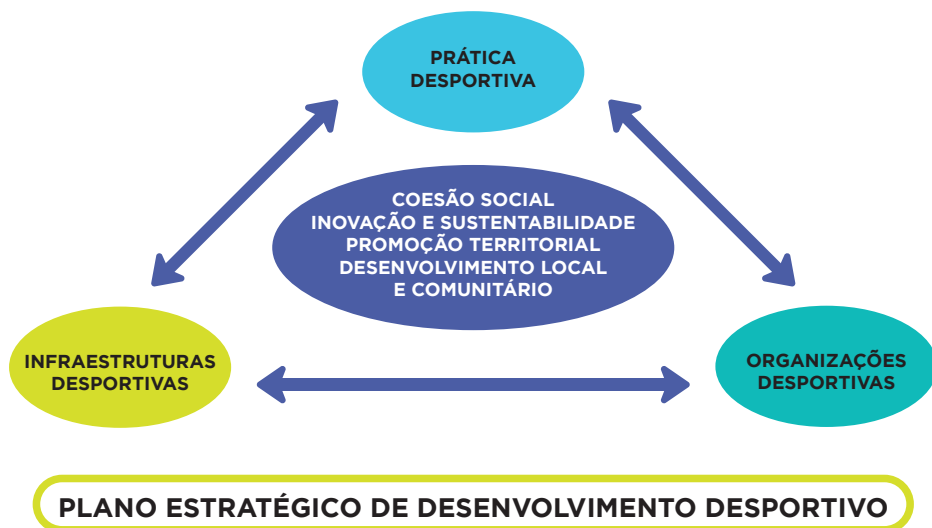 PRÁTICA
DESPORTIVA
COESÃO SOCIAL
INOVAÇÃO E SUSTENTABILIDADE
PROMOÇÃO TERRITORIAL
DESENVOLVIMENTO LOCAL
E COMUNITÁRIO
INFRAESTRUTURAS
DESPORTIVAS
ORGANIZAÇÕES
DESPORTIVAS
PLANO ESTRATÉGICO DE DESENVOLVIMENTO DESPORTIVO